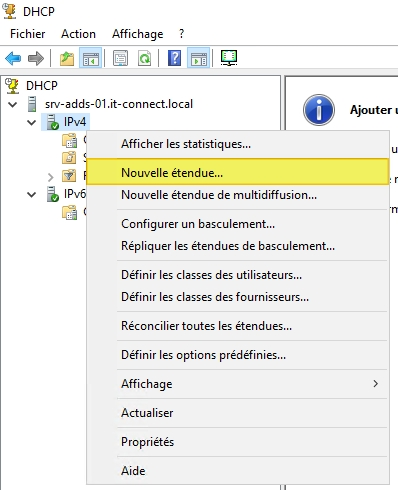 DHCP
Fichier Action Affichage ?
DHCP
srv-adds-01.it-connect.local
IPv4
Ajouter
Afficher les statistiques...
Nouvelle étendue...
Nouvelle étendue de multidiffusion...
IPv6
Configurer un basculement...
Répliquer les étendues de basculement...
Définir les classes des utilisateurs...
Définir les classes des fournisseurs...
Réconcilier toutes les étendues...
Définir les options prédéfinies...
Affichage
Actualiser
Propriétés
Aide